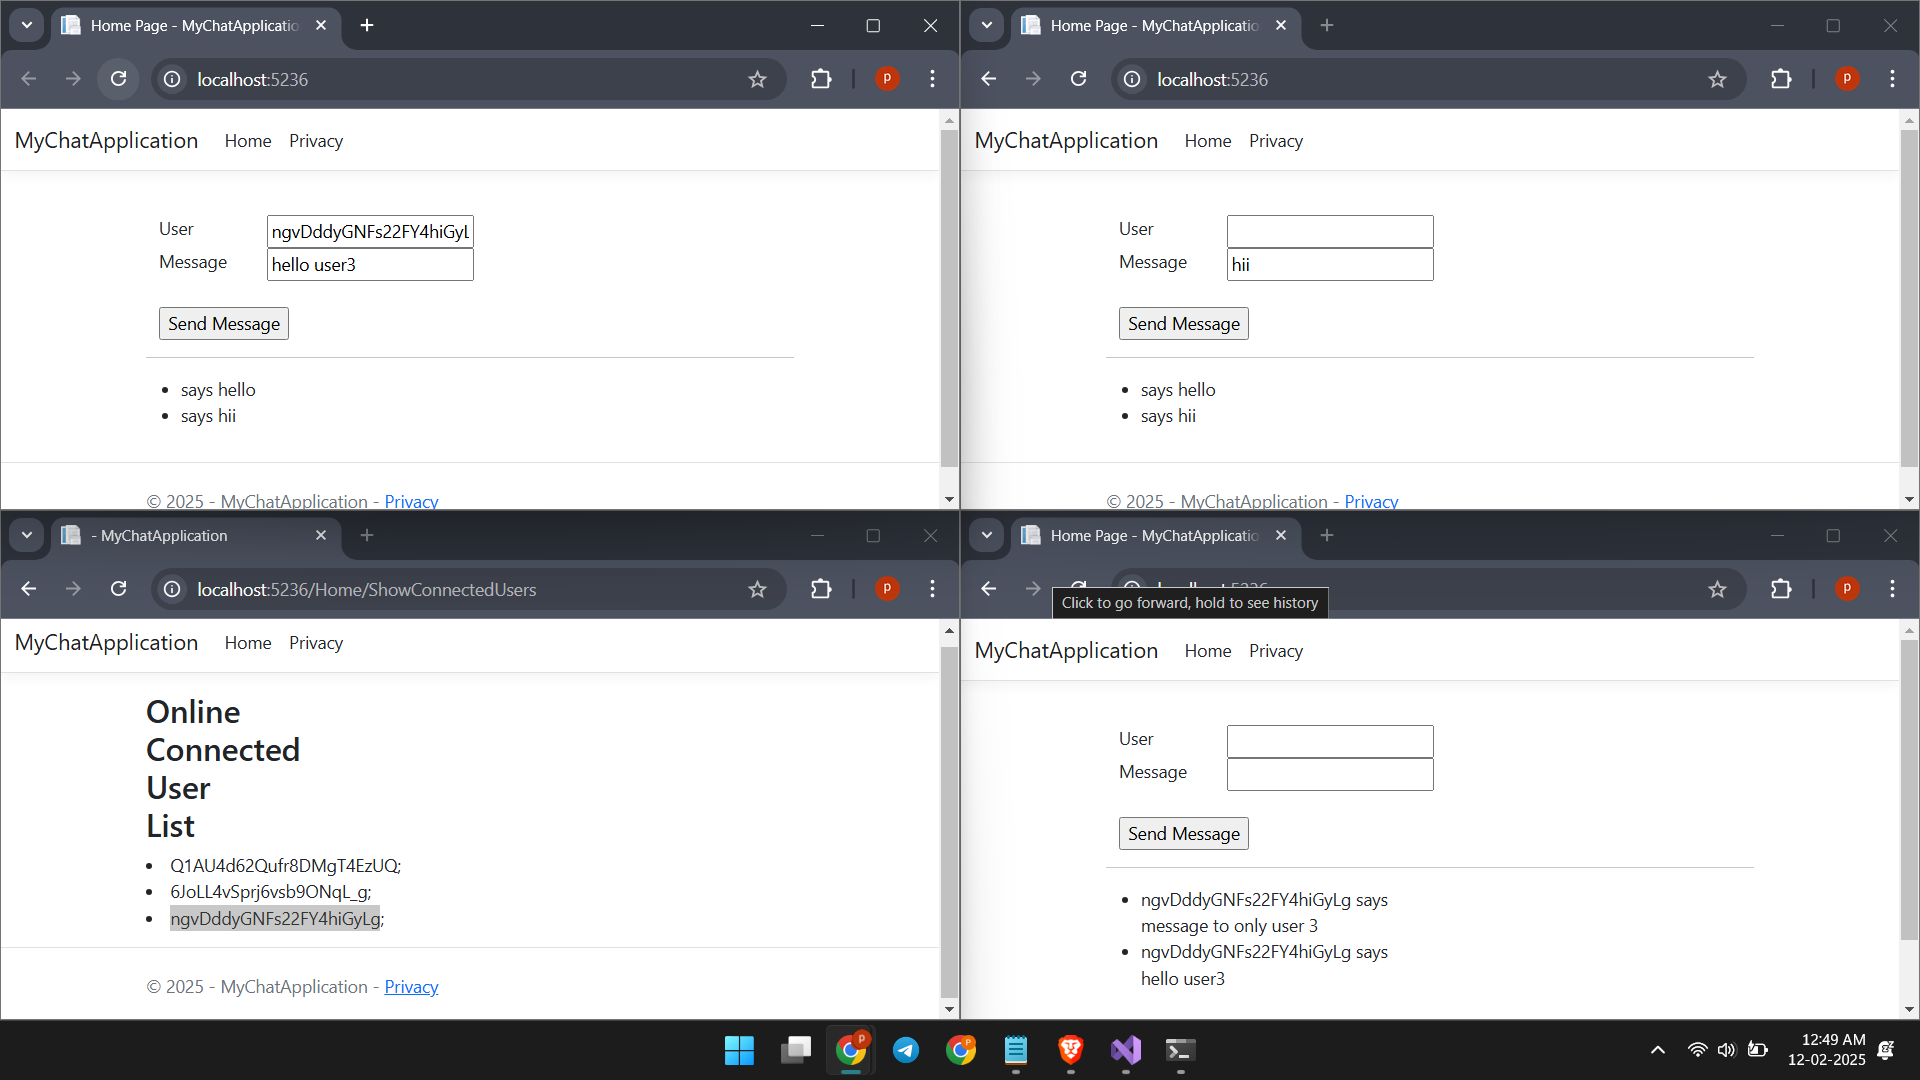 Home Page - MyChatApplicatio
localhost:5236
P
MyChatApplication Home Privacy
User ngvDddyGNFs22FY4hiGyL
Message hello user3
Send Message
• says hello
• says hii
© 2025 - MyChatApplication - Privacy
Home Page - MyChatApplicatio
localhost:5236
P
MyChatApplication Home Privacy
User
Message hii
Send Message
• says hello
• says hii
© 2025 - MyChatApplication - Privacy
- MyChatApplication
localhost:5236/Home/ShowConnectedUsers
P
MyChatApplication Home Privacy
Online
Connected
User
List
• Q1AU4d62Qufr8DMgT4EzUQ;
• 6JoLL4vSprj6vsb9ONqL_g;
• ngvDddyGNFs22FY4hiGyLg;
© 2025 - MyChatApplication - Privacy
Home Page - MyChatApplicatio
localhost:5236
P
Click to go forward, hold to see history
MyChatApplication Home Privacy
User
Message
Send Message
• ngvDddyGNFs22FY4hiGyLg says
message to only user 3
• ngvDddyGNFs22FY4hiGyLg says
hello user3
P
P
12:49 AM
12-02-2025